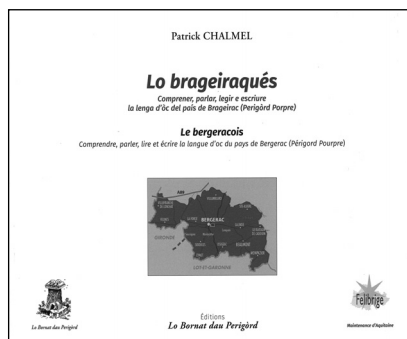 Patrick CHALMEL
Lo brageiraqués
Comprener, parlar, legir e escriure
la lenga d'òc del país de Brageirac (Perigòrd Porpre)
Le bergeracois
Comprendre, parler, lire et écrire la langue d'oc du pays de Bergerac (Périgord Pourpre)
BERGERAC
Lo Bornat dau Perigòrd
Éditions
Lo Bornat dau Perigòrd
Felibrige
Maintenance d'Aquitaine